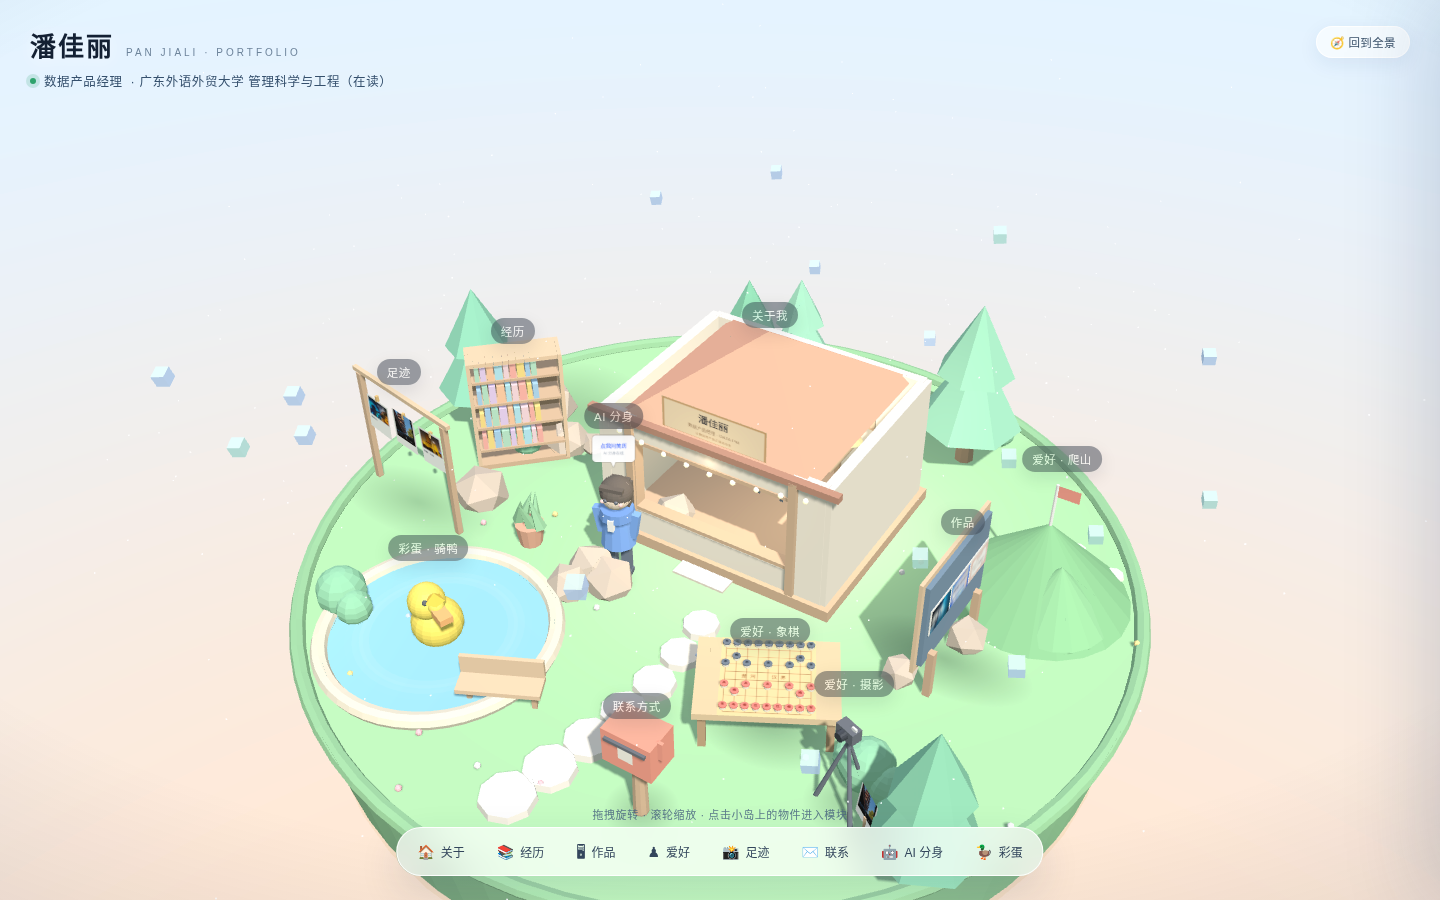 潘佳丽 PAN JIALI · PORTFOLIO
数据产品经理 · 广东外语外贸大学 管理科学与工程（在读）
🧭 回到全景
关于我
经历
足迹
AI 分身
潘佳丽
爱好 · 爬山
作品
彩蛋 · 骑鸭
爱好 · 象棋
爱好 · 摄影
联系方式
拖拽旋转 · 滚轮缩放 · 点击小岛上的物件进入模块
🏠 关于 📚 经历 🖥 作品 ♟ 爱好 📸 足迹 ✉️ 联系 🤖 AI 分身 🦆 彩蛋